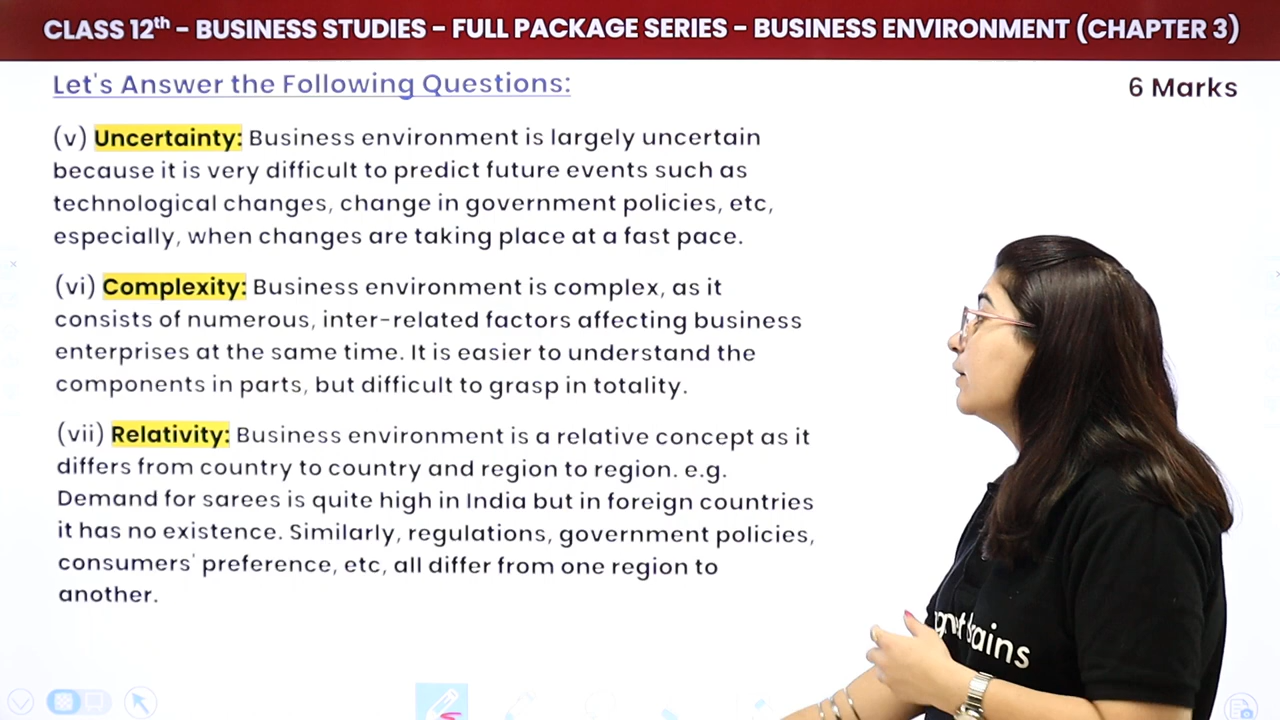 CLASS 12th – BUSINESS STUDIES – FULL PACKAGE SERIES – BUSINESS ENVIRONMENT (CHAPTER 3)
Let's Answer the Following Questions:
6 Marks
(v) Uncertainty: Business environment is largely uncertain
because it is very difficult to predict future events such as
technological changes, change in government policies, etc,
especially, when changes are taking place at a fast pace.
(vi) Complexity: Business environment is complex, as it
consists of numerous, inter-related factors affecting business
enterprises at the same time. It is easier to understand the
components in parts, but difficult to grasp in totality.
(vii) Relativity: Business environment is a relative concept as it
differs from country to country and region to region. e.g.
Demand for sarees is quite high in India but in foreign countries
it has no existence. Similarly, regulations, government policies,
consumers' preference, etc, all differ from one region to
another.